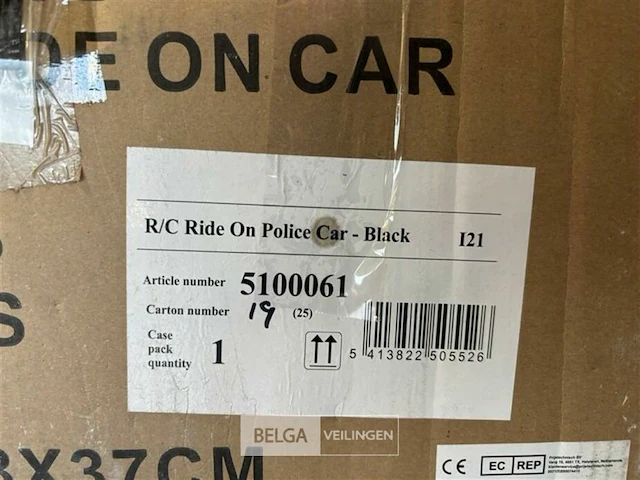 DE ON CAR
R/C Ride On Police Car - Black I21
Article number 5100061
Carton number 19 (25)
Case pack quantity 1
5 413822 505526
S
BELGA VEILINGEN
3X37CM
CE EC REP